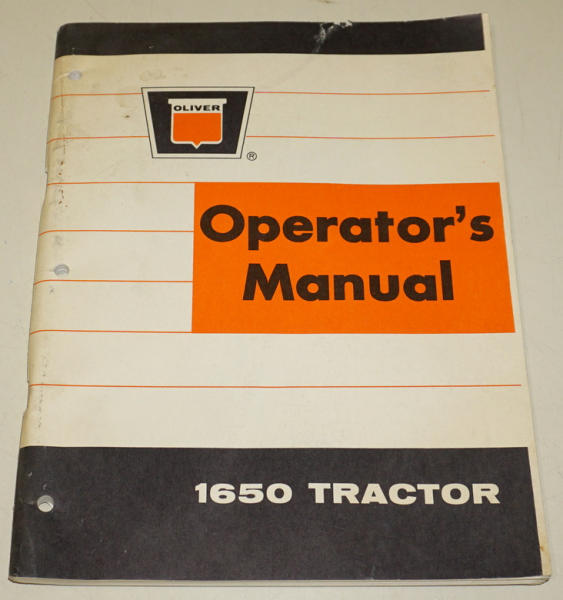 OLIVER
®
Operator's
Manual
1650 TRACTOR